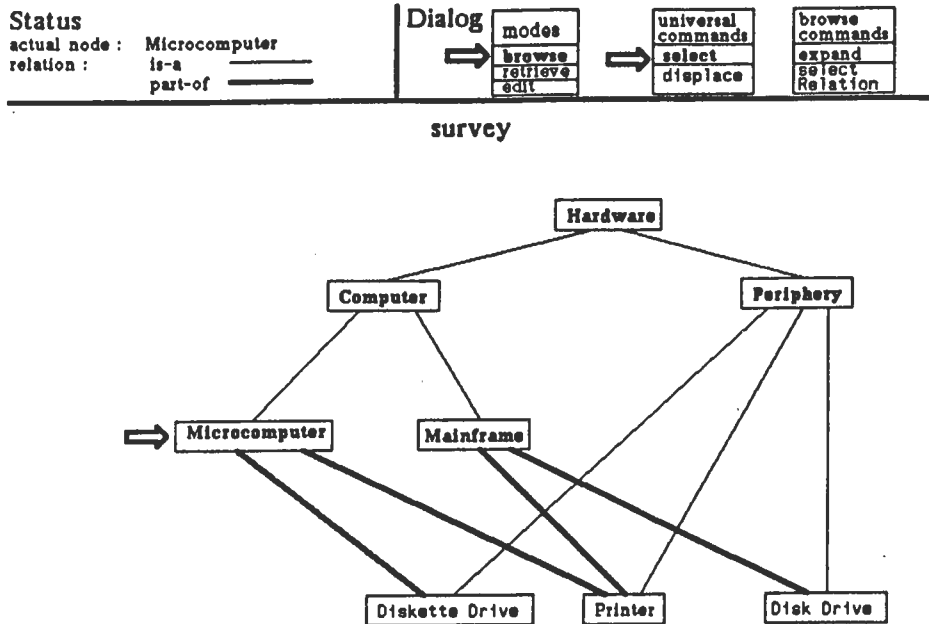 Status
actual node : Microcomputer
relation : is-a
part-of
Dialog
modes
browse
retrieve
edit
universal
commands
select
displace
browse
commands
expand
select
Relation
survey
Hardware
Computer
Periphery
Microcomputer
Mainframe
Diskette Drive
Printer
Disk Drive